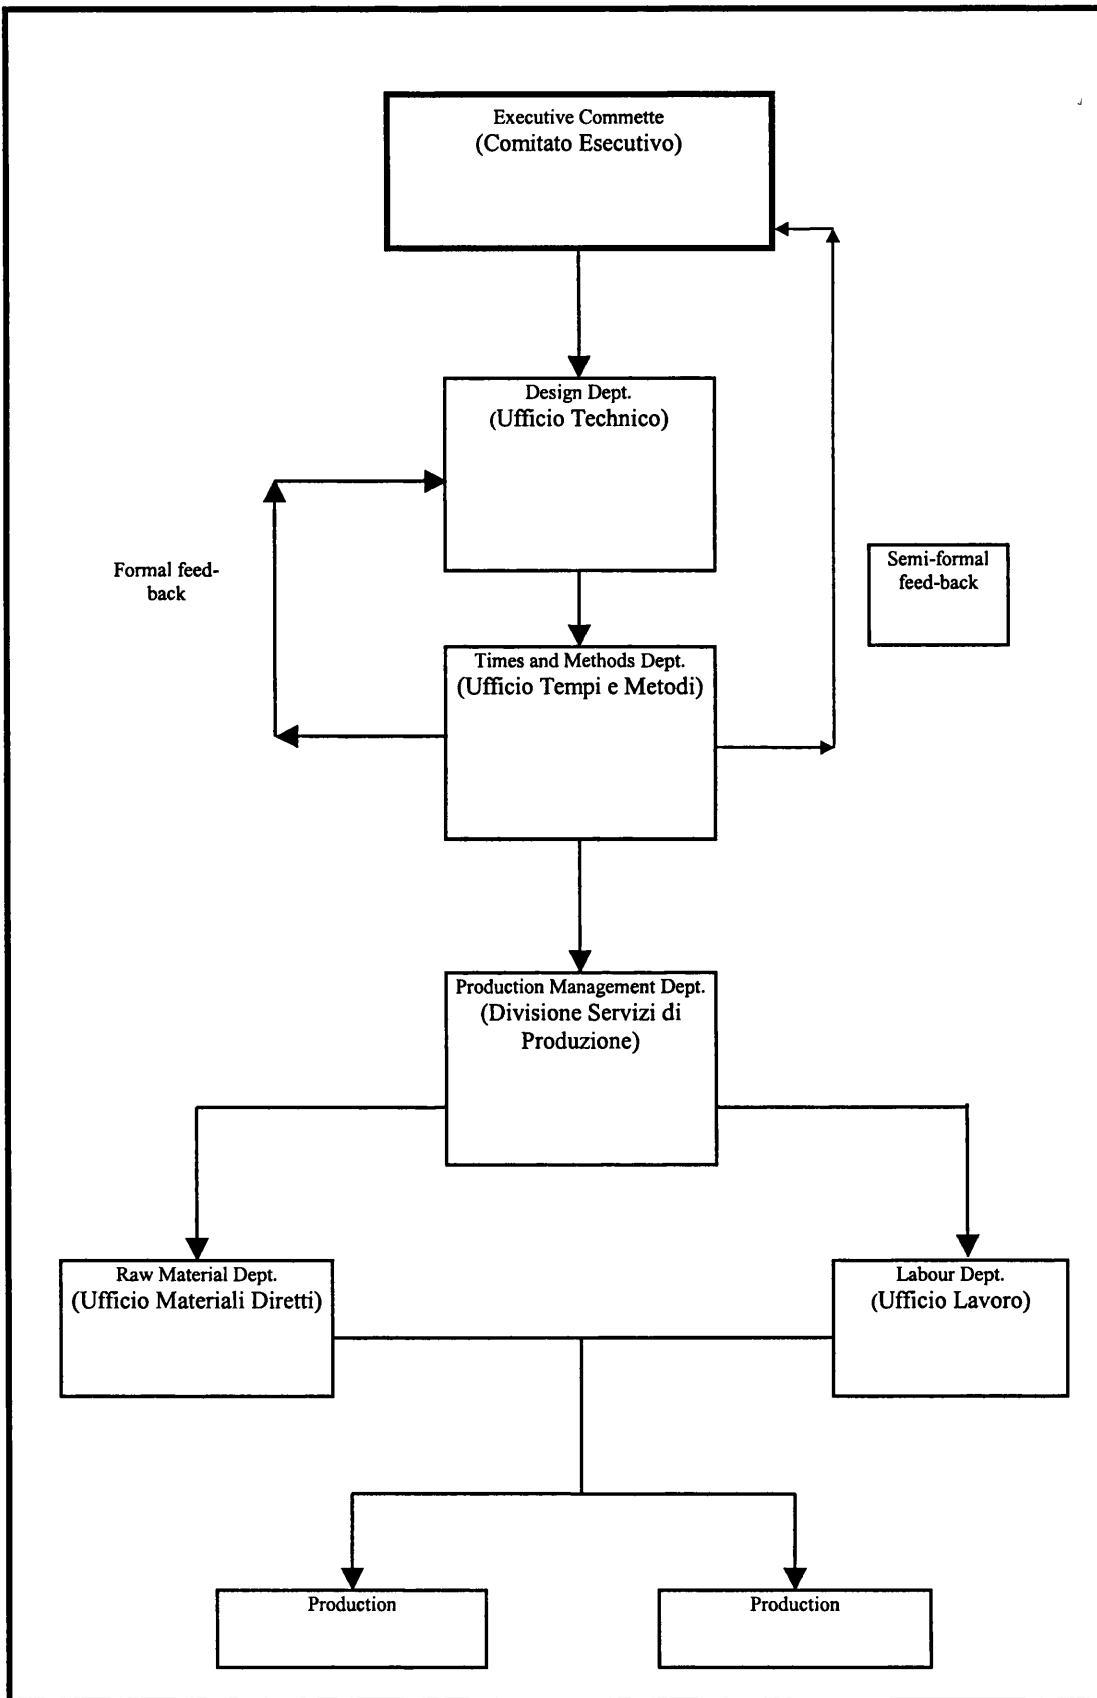 Executive Commette
(Comitato Esecutivo)
Design Dept.
(Ufficio Technico)
Formal feed-
back
Semi-formal
feed-back
Times and Methods Dept.
(Ufficio Tempi e Metodi)
Production Management Dept.
(Divisione Servizi di
Produzione)
Raw Material Dept.
(Ufficio Materiali Diretti)
Labour Dept.
(Ufficio Lavoro)
Production
Production